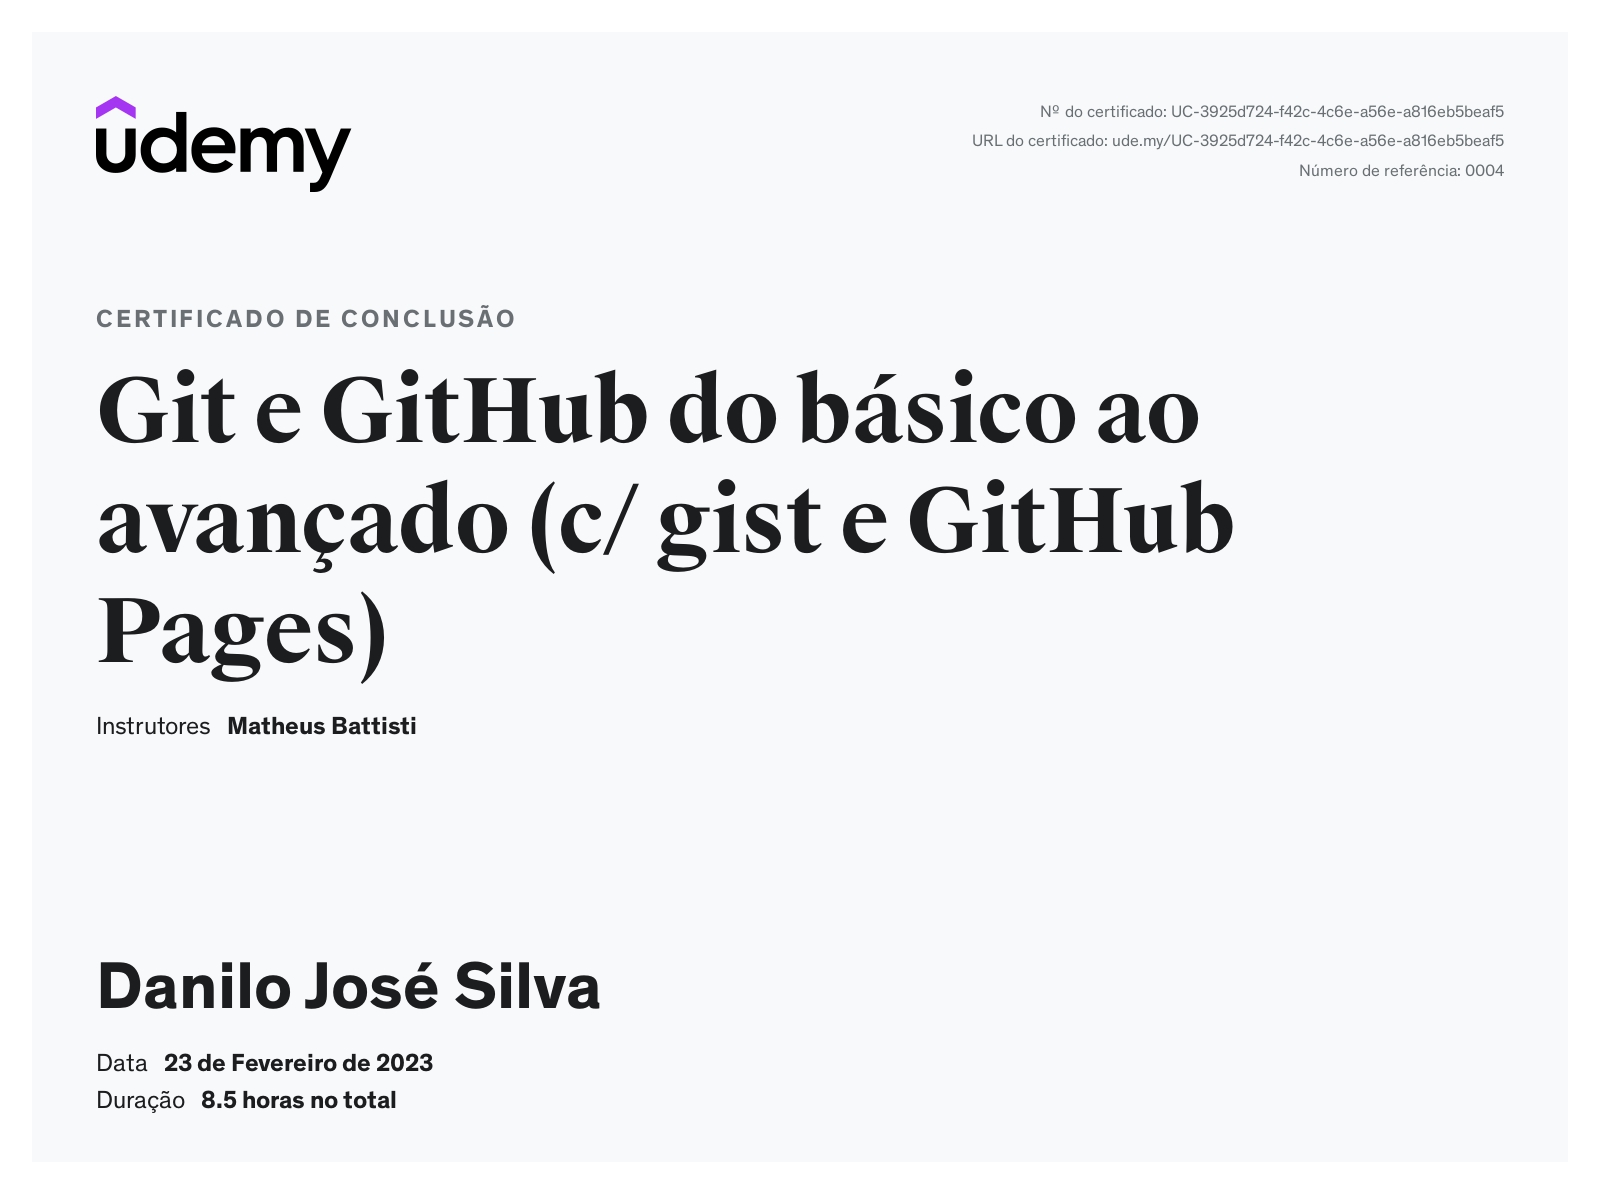 udemy
Nº do certificado: UC-3925d724-f42c-4c6e-a56e-a816eb5beaf5
URL do certificado: ude.my/UC-3925d724-f42c-4c6e-a56e-a816eb5beaf5
Número de referência: 0004
CERTIFICADO DE CONCLUSÃO
Git e GitHub do básico ao
avançado (c/ gist e GitHub
Pages)
Instrutores Matheus Battisti
Danilo José Silva
Data 23 de Fevereiro de 2023
Duração 8.5 horas no total